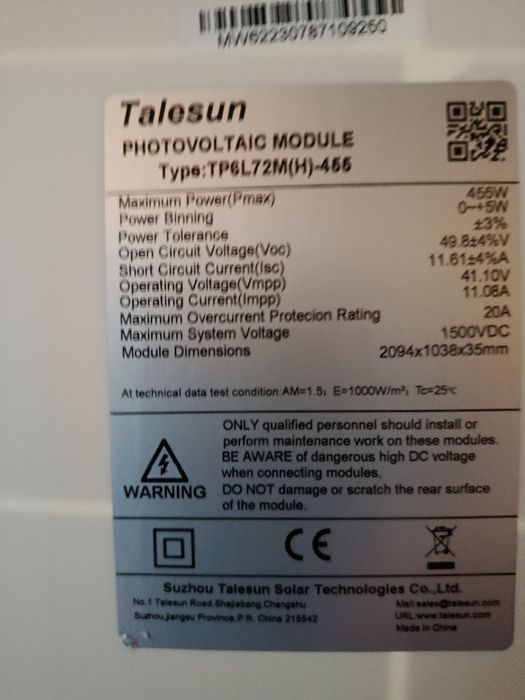 MW62230787109250
Talesun
PHOTOVOLTAIC MODULE
Type:TP6L72M(H)-455
Maximum Power(Pmax) 455W
Power Binning 0~+5W
Power Tolerance ±3%
Open Circuit Voltage(Voc) 49.8±4%V
Short Circuit Current(Isc) 11.61±4%A
Operating Voltage(Vmpp) 41.10V
Operating Current(Impp) 11.08A
Maximum Overcurrent Protecion Rating 20A
Maximum System Voltage 1500VDC
Module Dimensions 2094x1038x35mm
At technical data test condition:AM=1.5; E=1000W/m²; Tc=25℃
ONLY qualified personnel should install or
perform maintenance work on these modules.
BE AWARE of dangerous high DC voltage
when connecting modules.
WARNING
DO NOT damage or scratch the rear surface
of the module.
CE
Suzhou Talesun Solar Technologies Co.,Ltd.
No.1 Talesun Road,Shajiabang,Changshu
Suzhou,jiangsu Province,P.R. China 215542
Mail:sales@talesun.com
URL:www.talesun.com
Made in China